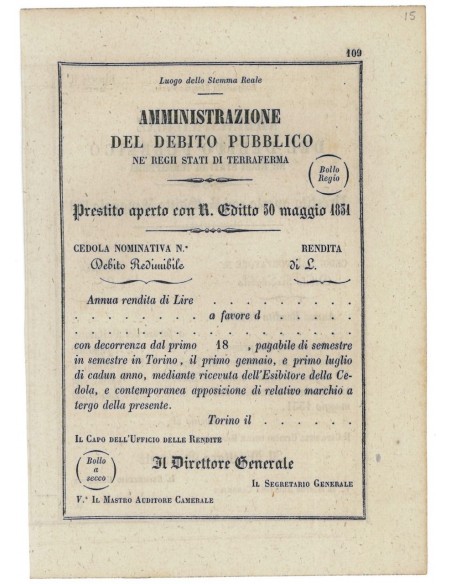 15
109
Luogo dello Stemma Reale
AMMINISTRAZIONE
DEL DEBITO PUBBLICO
NE' REGII STATI DI TERRAFERMA
Bollo
Regio
Prestito aperto con R. Editto 30 maggio 1831
CEDOLA NOMINATIVA N.° RENDITA
Debito Redimibile di L.
Annua rendita di Lire . . . . . . . . . .
. . . . . . . . . a favore d . . . . . . .
. . . . . . . . . . . . . . . . . . . .
con decorrenza dal primo 18 , pagabile di semestre
in semestre in Torino, il primo gennaio, e primo luglio
di cadun anno, mediante ricevuta dell'Esibitore della Ce-
dola, e contemporanea apposizione di relativo marchio a
tergo della presente.
Torino il . . . . . .
IL CAPO DELL'UFFICIO DELLE RENDITE
Bollo
a
secco
Il Direttore Generale
IL SEGRETARIO GENERALE
V.° IL MASTRO AUDITORE CAMERALE